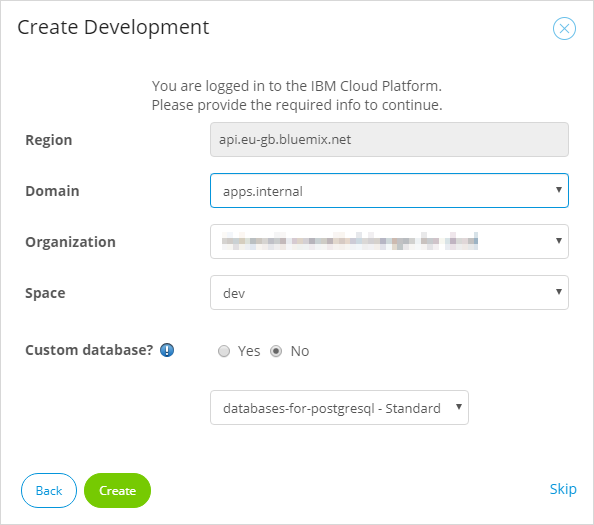 Create Development
You are logged in to the IBM Cloud Platform.
Please provide the required info to continue.
Region api.eu-gb.bluemix.net
Domain apps.internal
Organization
Space dev
Custom database? Yes No
databases-for-postgresql - Standard
Back Create Skip